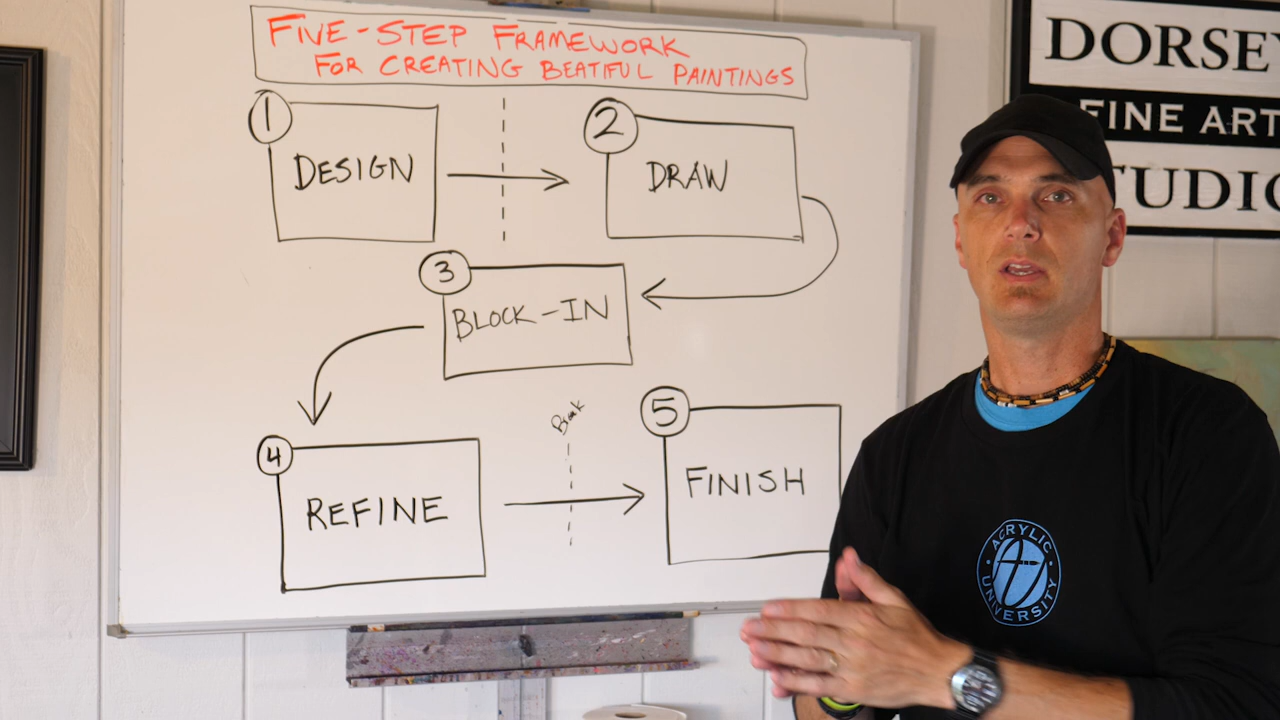 FIVE-STEP FRAMEWORK
FOR CREATING BEATIFUL PAINTINGS
1
DESIGN
2
DRAW
3
BLOCK-IN
4
REFINE
Break
5
FINISH
DORSEY
FINE ART
STUDIO
ACRYLIC
UNIVERSITY